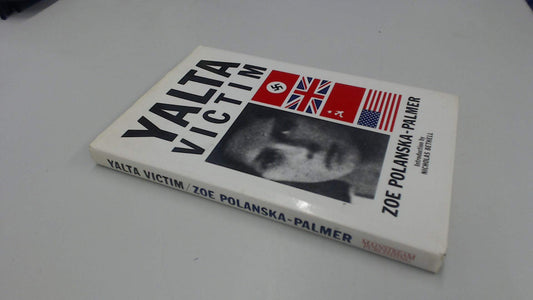 YALTA
VICTIM
ZOE POLANSKA-PALMER
Introduction by
NICHOLAS BETHELL
YALTA VICTIM / ZOE POLANSKA-PALMER
MAINSTREAM